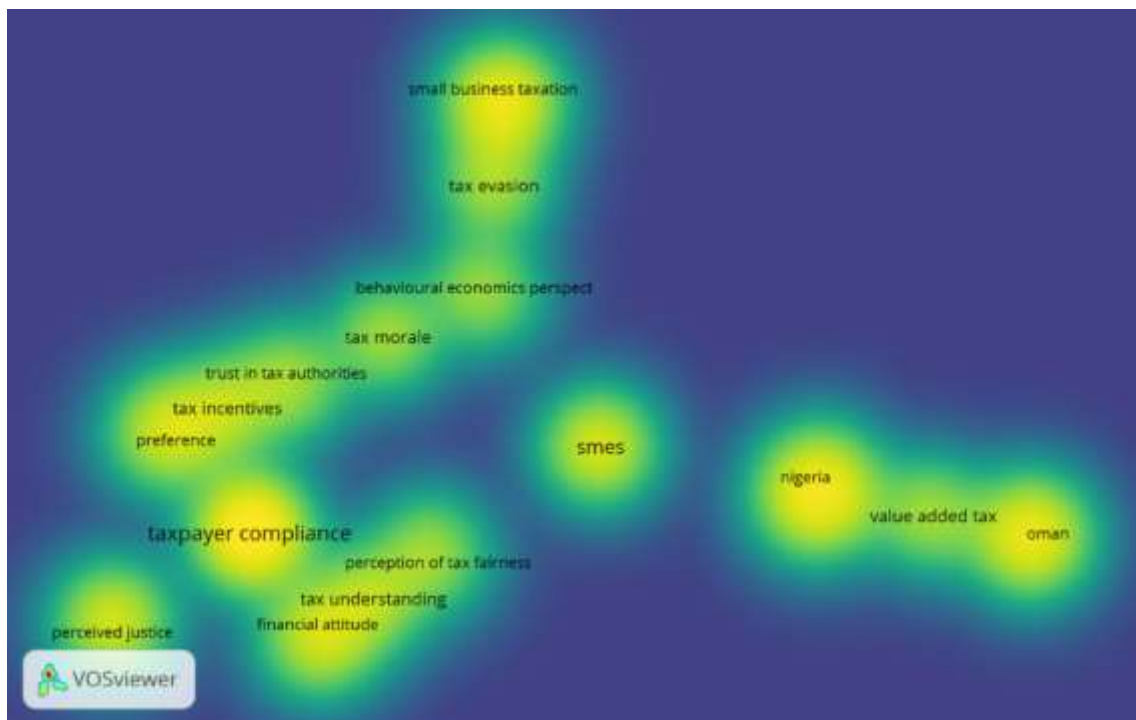 small business taxation
tax evasion
behavioural economics perspect
tax morale
trust in tax authorities
tax incentives
preference
smes
nigeria
value added tax
oman
taxpayer compliance
perception of tax fairness
tax understanding
financial attitude
perceived justice
VOSviewer